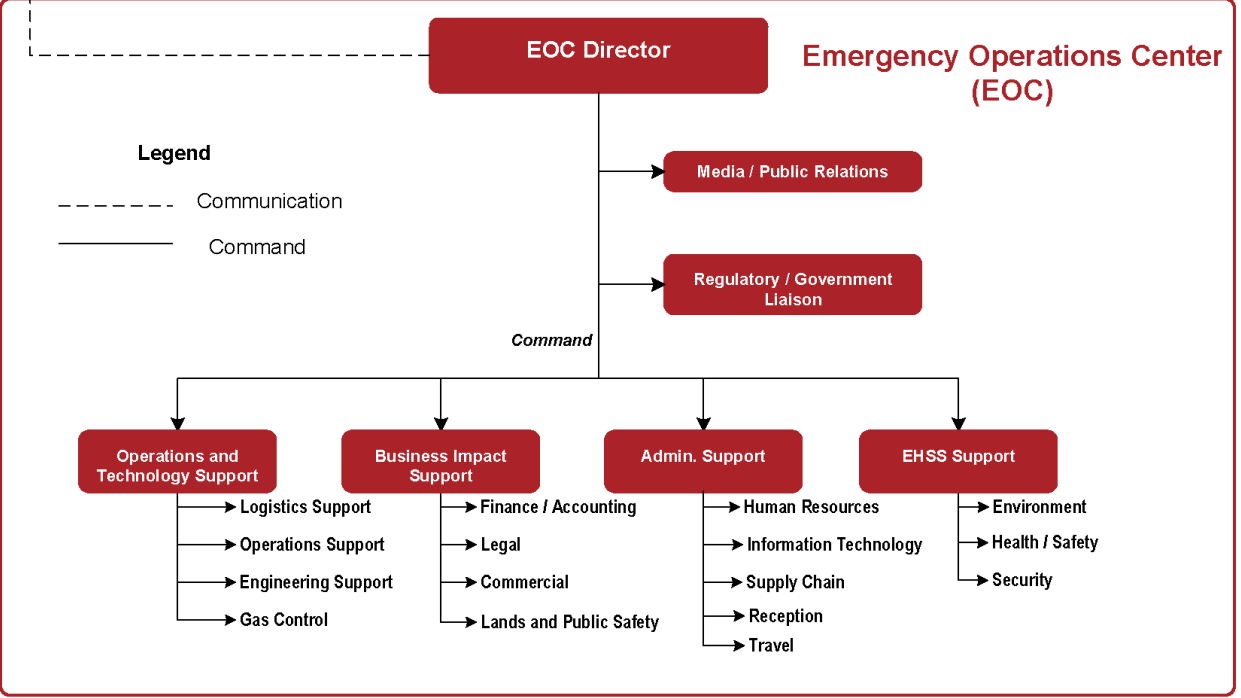 EOC Director
Emergency Operations Center
(EOC)
Legend
Communication
Command
Media / Public Relations
Regulatory / Government
Liaison
Command
Operations and
Technology Support
Logistics Support
Operations Support
Engineering Support
Gas Control
Business Impact
Support
Finance / Accounting
Legal
Commercial
Lands and Public Safety
Admin. Support
Human Resources
Information Technology
Supply Chain
Reception
Travel
EHSS Support
Environment
Health / Safety
Security